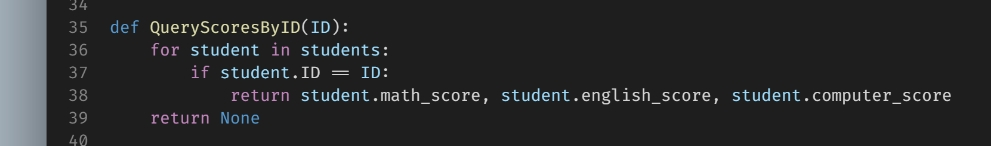 34
35 def QueryScoresByID(ID):
36     for student in students:
37         if student.ID == ID:
38             return student.math_score, student.english_score, student.computer_score
39     return None
40